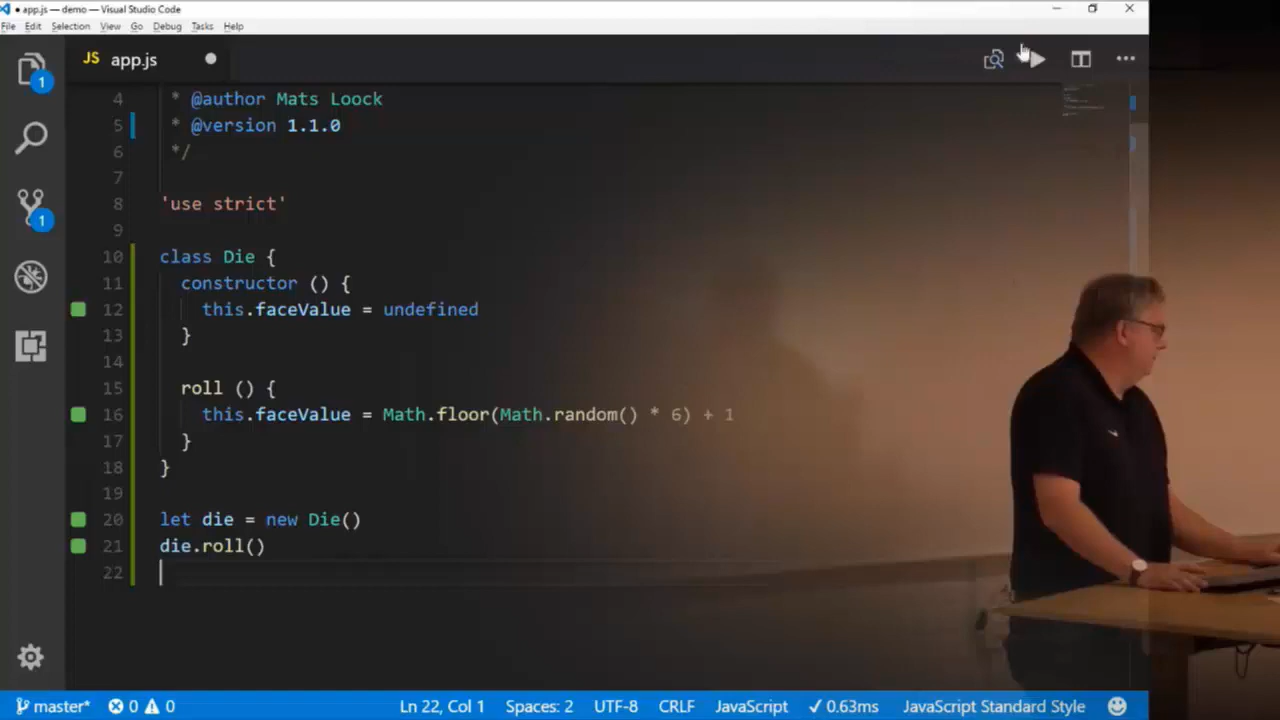 app.js — demo — Visual Studio Code
File Edit Selection View Go Debug Tasks Help
JS app.js
1
1
4 * @author Mats Loock
5 * @version 1.1.0
6 */
7
8 'use strict'
9
10 class Die {
11 constructor () {
12 this.faceValue = undefined
13 }
14
15 roll () {
16 this.faceValue = Math.floor(Math.random() * 6) + 1
17 }
18 }
19
20 let die = new Die()
21 die.roll()
22
master* 0 0 Ln 22, Col 1 Spaces: 2 UTF-8 CRLF JavaScript ✓ 0.63ms JavaScript Standard Style